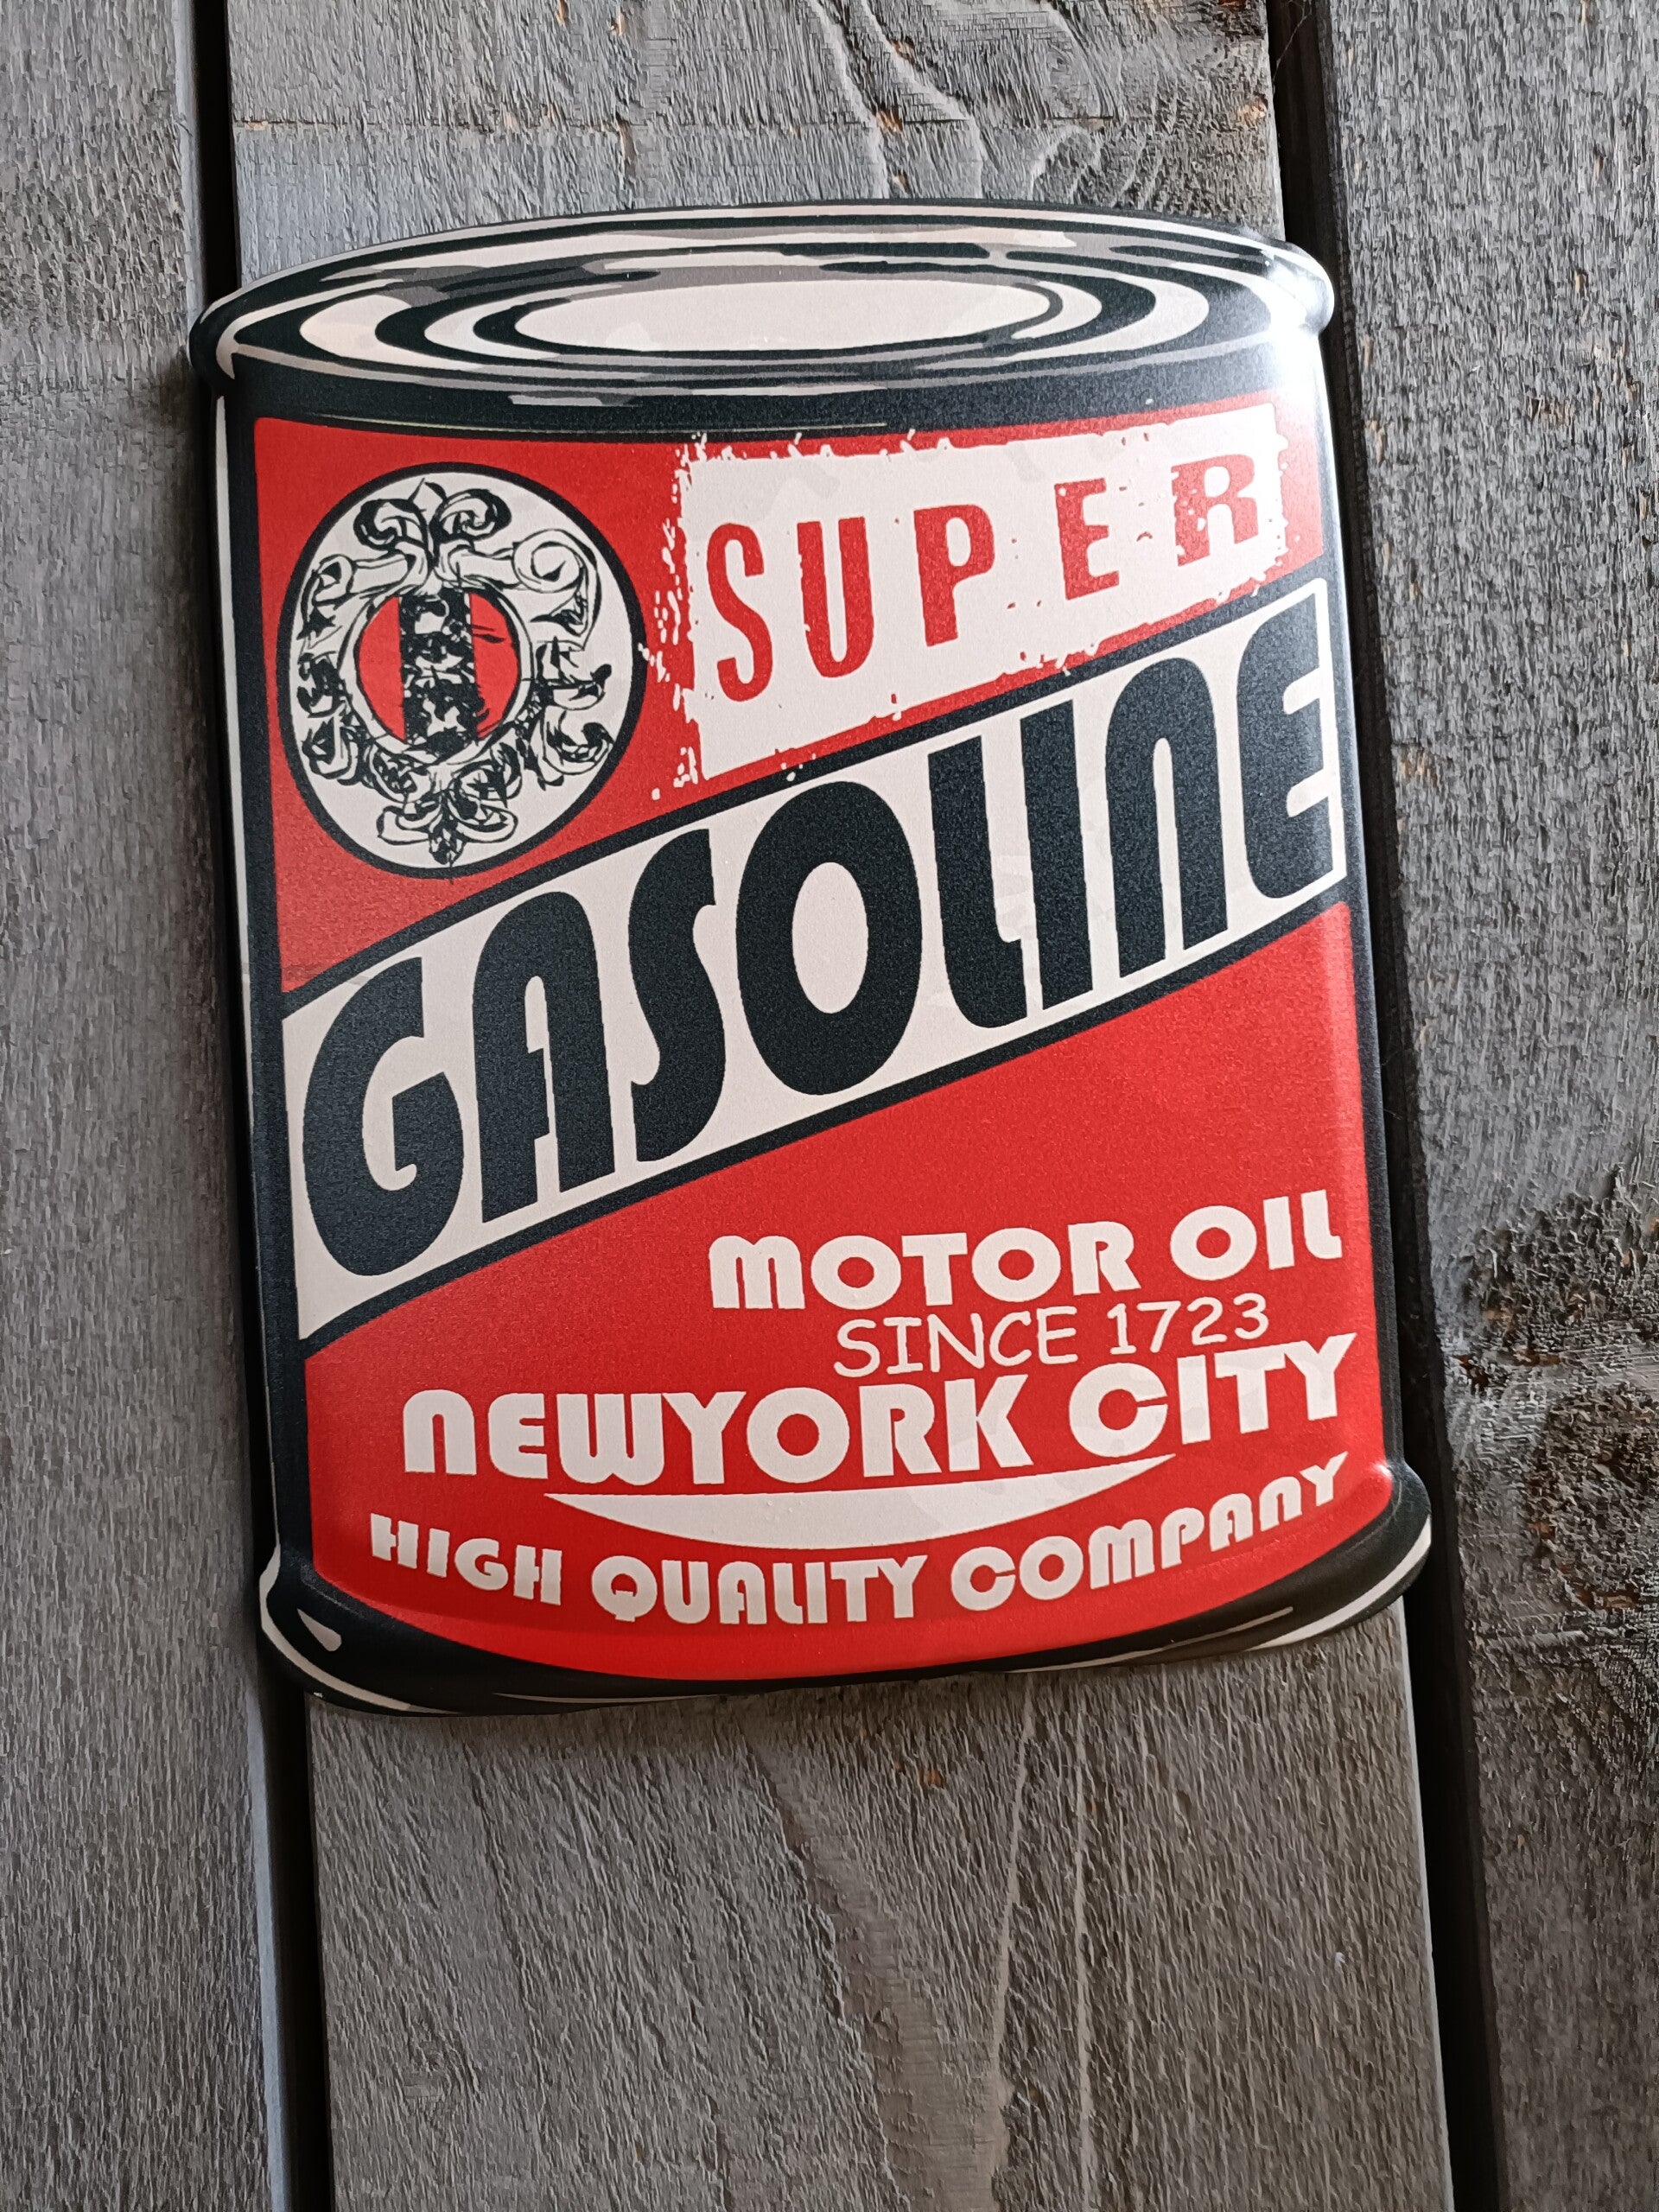 SUPER
GASOLINE
MOTOR OIL
SINCE 1723
NEWYORK CITY
HIGH QUALITY COMPANY